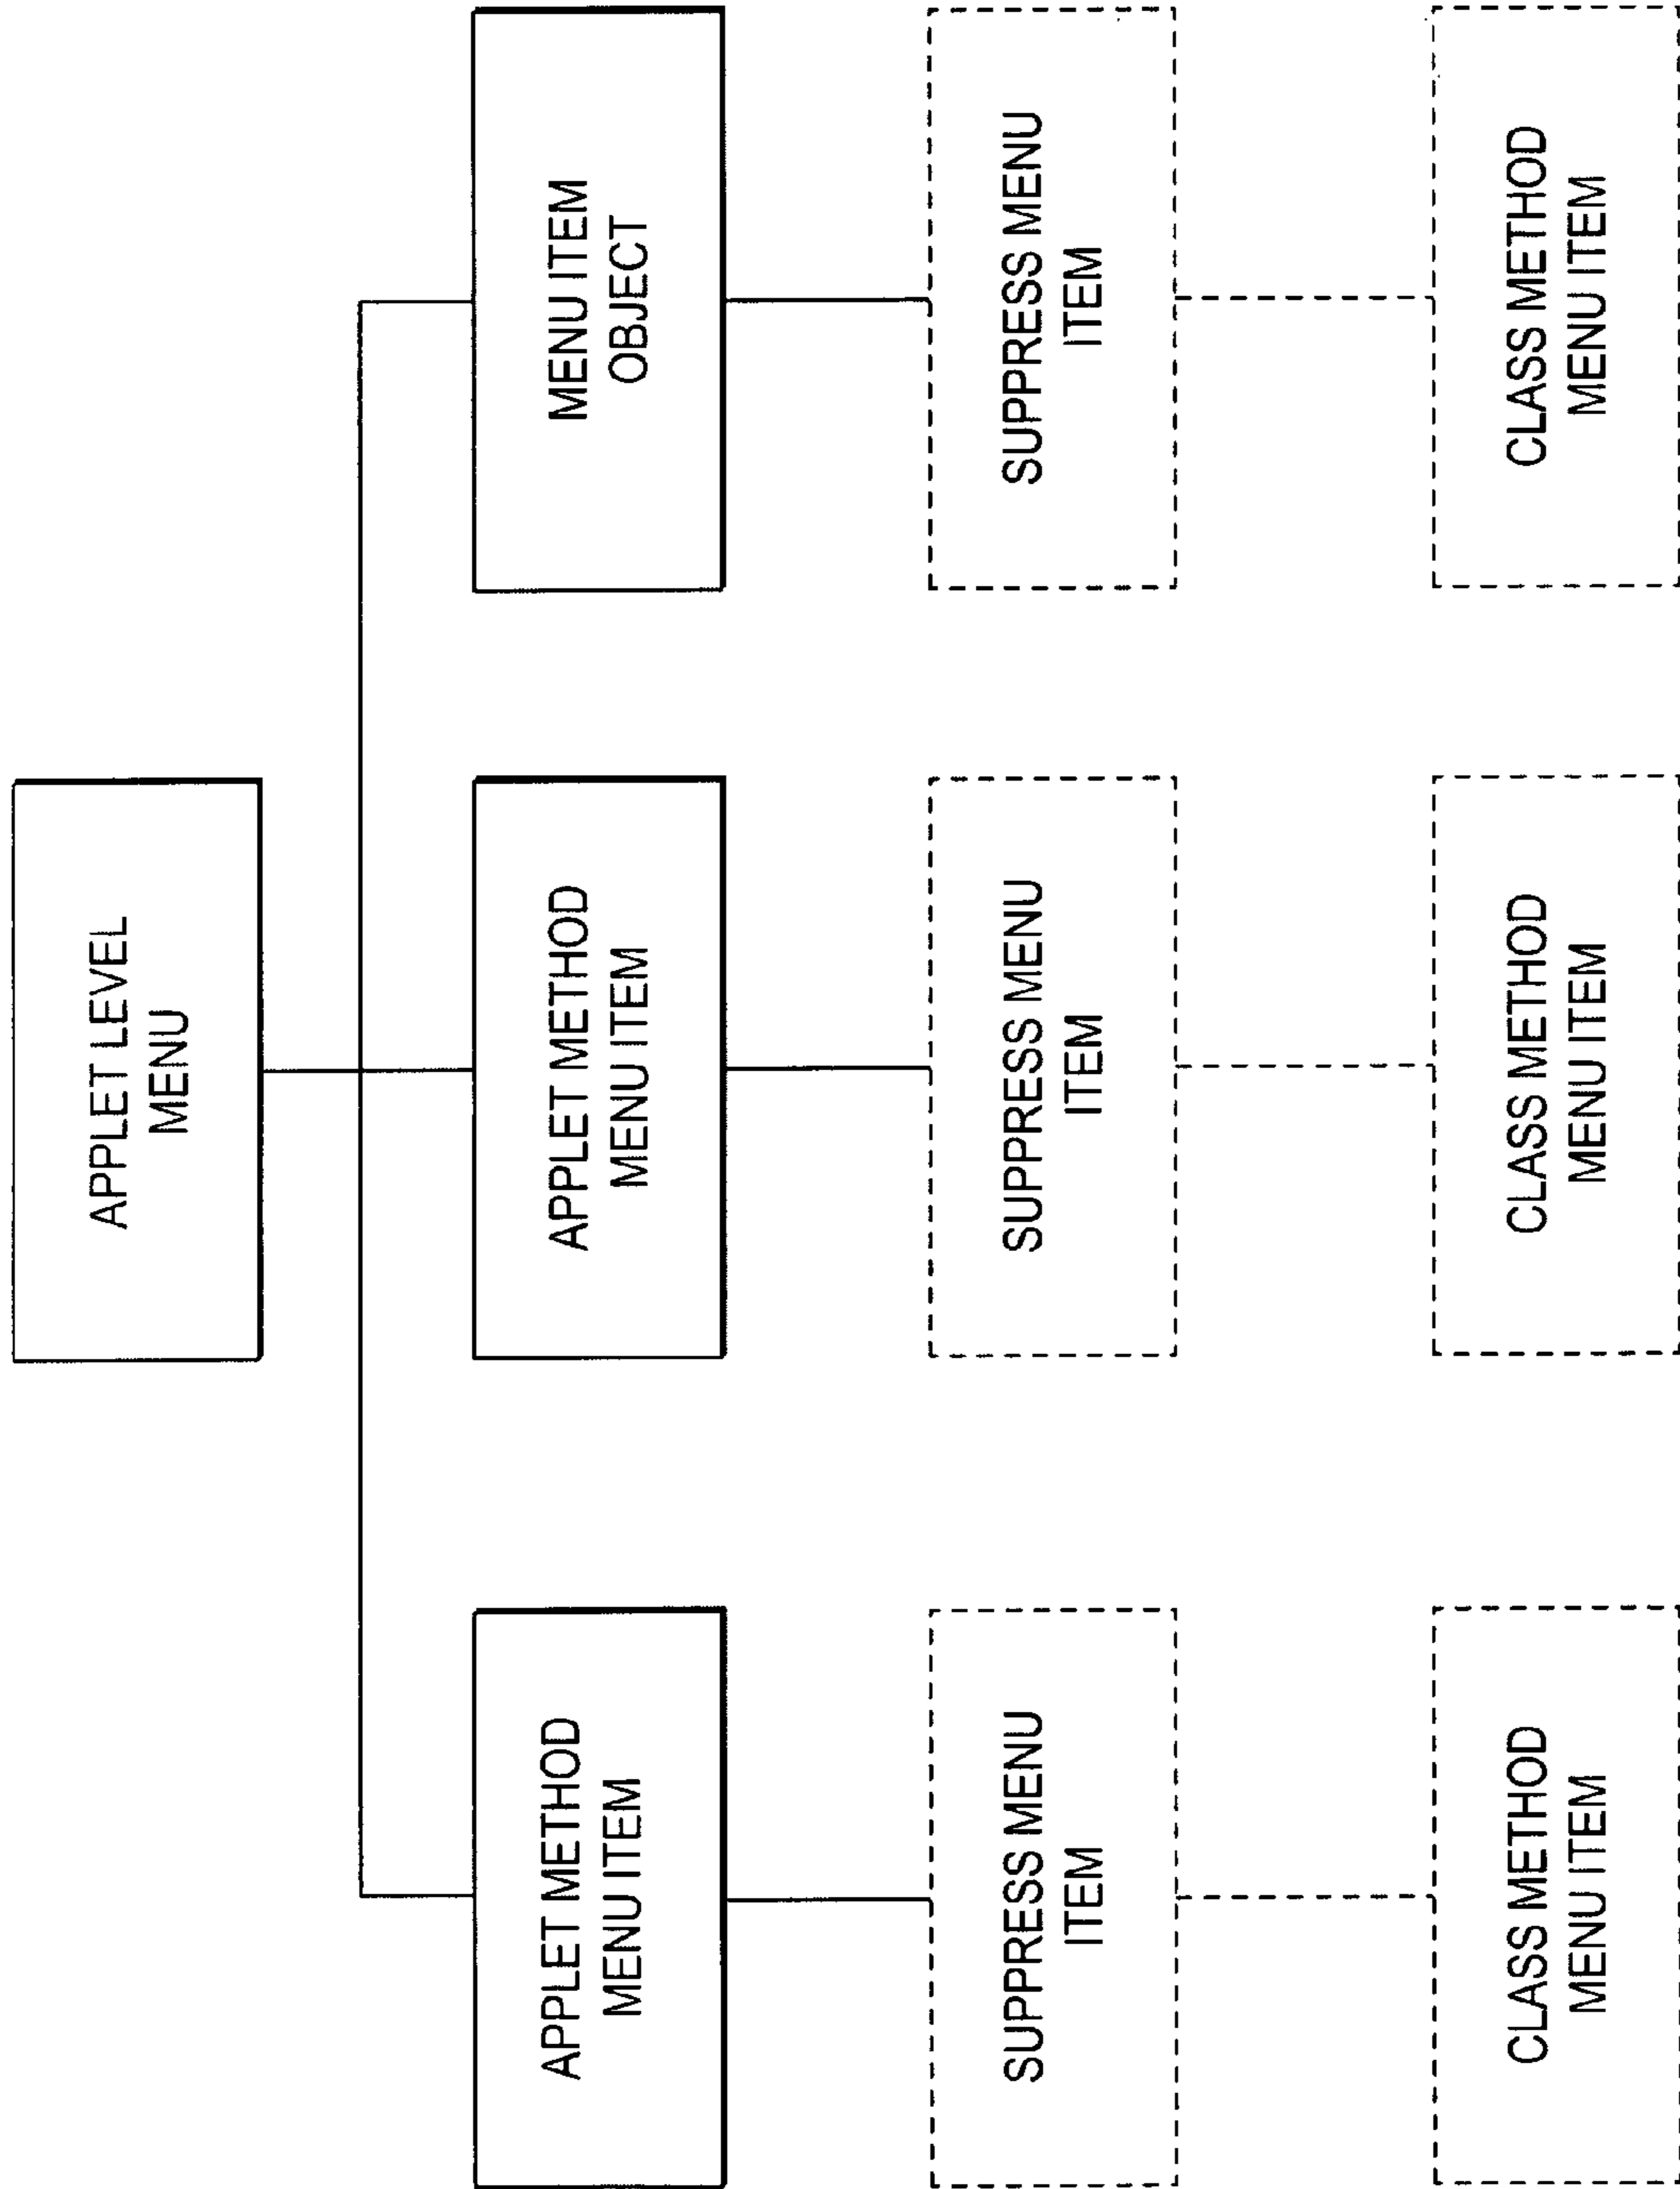 APPLET LEVEL
MENU
APPLET METHOD
MENU ITEM
APPLET METHOD
MENU ITEM
MENU ITEM
OBJECT
SUPPRESS MENU
ITEM
SUPPRESS MENU
ITEM
SUPPRESS MENU
ITEM
CLASS METHOD
MENU ITEM
CLASS METHOD
MENU ITEM
CLASS METHOD
MENU ITEM